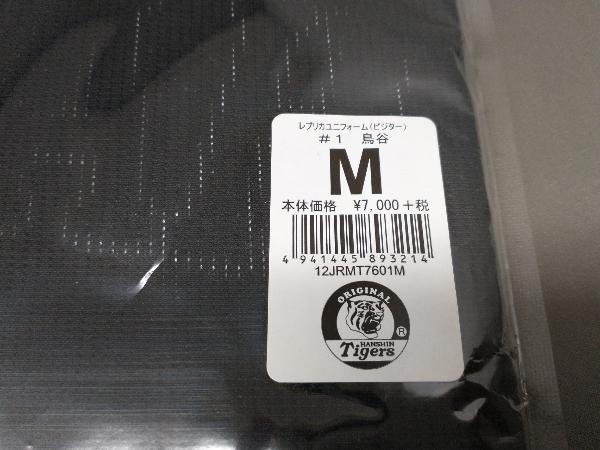 レプリカユニフォーム(ビジター)
#1 鳥谷
M
本体価格 ¥7,000+税
4 941445 893214
12JRMT7601M
ORIGINAL
HANSHIN
Tigers
®